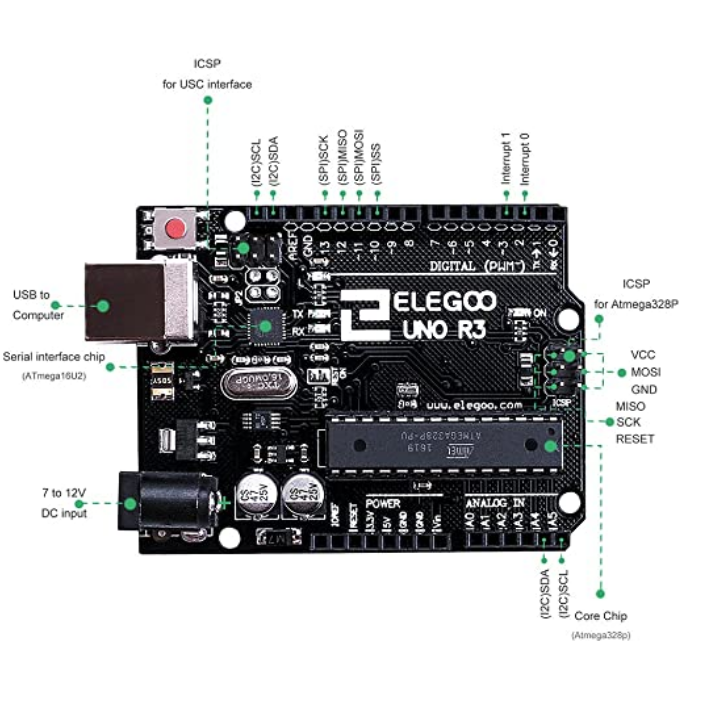 ICSP
for USC interface
(I2C)SCL
(I2C)SDA
(SPI)SCK
(SPI)MISO
(SPI)MOSI
(SPI)SS
Interrupt 1
Interrupt 0
AREF
GND
13
12
~11
~10
~9
8
7
~6
~5
4
~3
2
TX→1
RX←0
DIGITAL (PWM~)
ICSP
for Atmega328P
USB to
Computer
TX
RX
ELEGOO
UNO R3
ON
Serial interface chip
(ATmega16U2)
VCC
MOSI
GND
MISO
SCK
RESET
ICSP
www.elegoo.com
ATMEL
ATMEGA328P-PU
1619
7 to 12V
DC input
CS
47
25V
CS
47
25V
M7
POWER
IOREF
RESET
3.3V
5V
GND
GND
Vin
ANALOG IN
A0
A1
A2
A3
A4
A5
(I2C)SDA
(I2C)SCL
Core Chip
(Atmega328p)